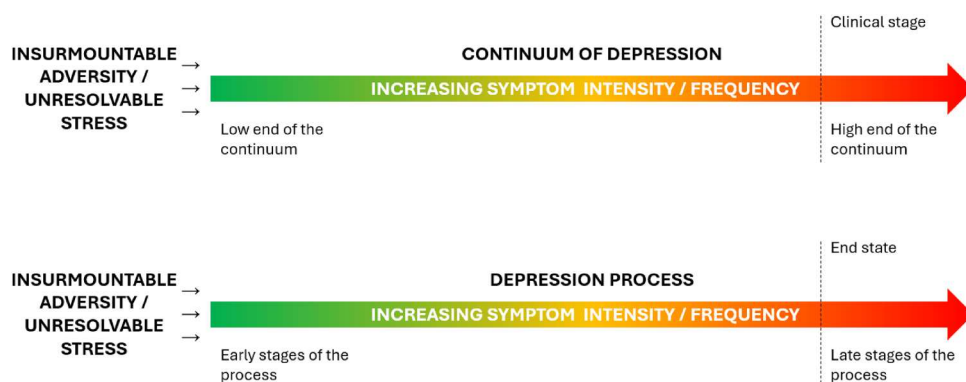 Clinical stage
INSURMOUNTABLE
ADVERSITY /
UNRESOLVABLE
STRESS
→
→
→
CONTINUUM OF DEPRESSION
INCREASING SYMPTOM INTENSITY / FREQUENCY
Low end of the
continuum
High end of the
continuum
End state
INSURMOUNTABLE
ADVERSITY /
UNRESOLVABLE
STRESS
→
→
→
DEPRESSION PROCESS
INCREASING SYMPTOM INTENSITY / FREQUENCY
Early stages of the
process
Late stages of the
process